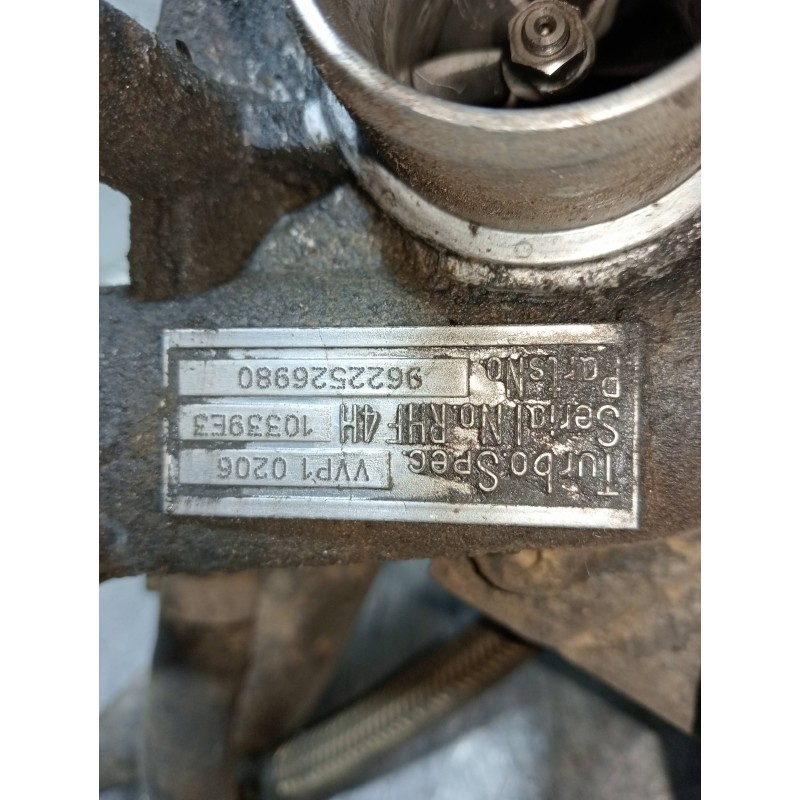 Turbo.Spec. VVP1 0206
Serial No.RHF4H 10339E3
Parts No. 9622526980